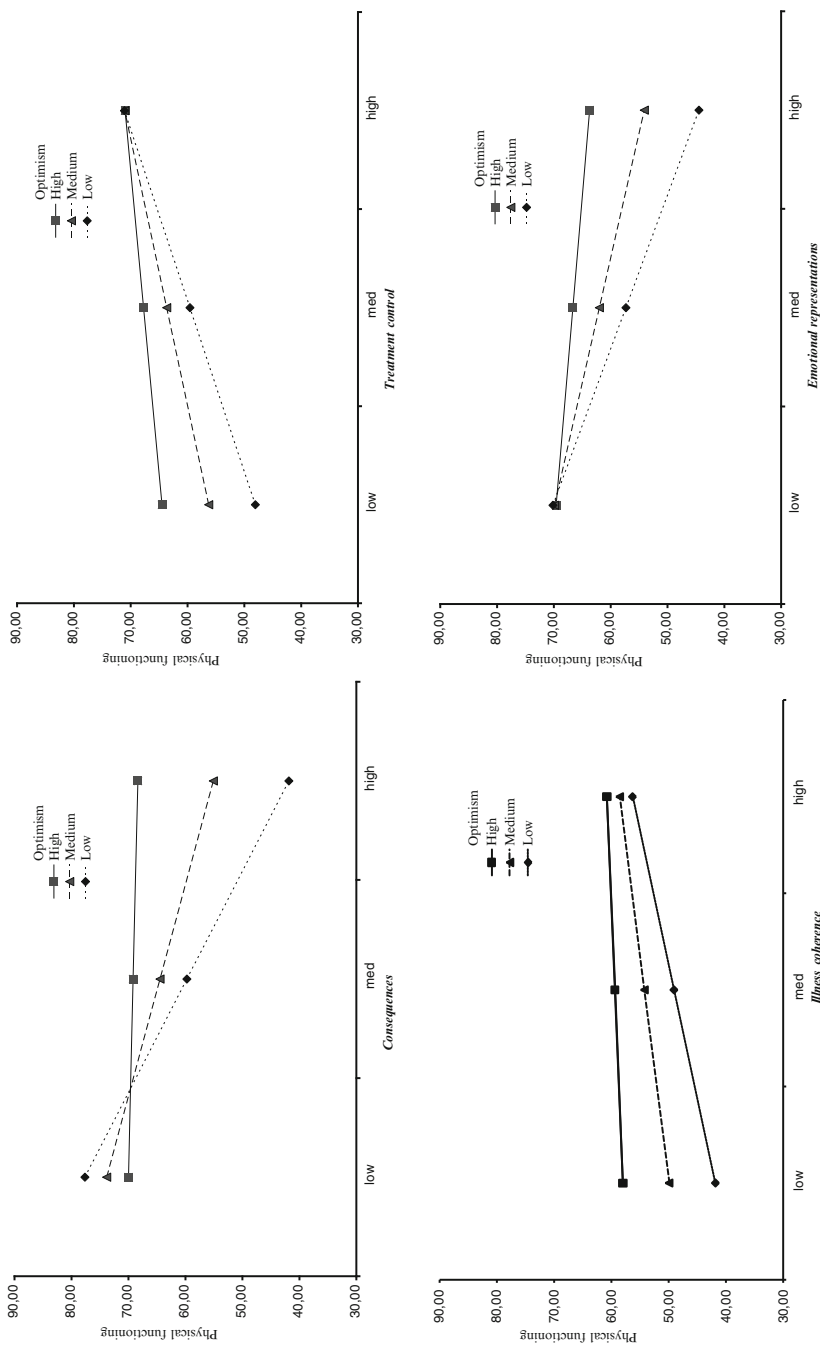 90,00
80,00
70,00
60,00
50,00
40,00
30,00
Physical functioning
Optimism
High
Medium
Low
low
med
high
Consequences
90,00
80,00
70,00
60,00
50,00
40,00
30,00
Physical functioning
Optimism
High
Medium
Low
low
med
high
Treatment control
90,00
80,00
70,00
60,00
50,00
40,00
30,00
Physical functioning
Optimism
High
Medium
Low
low
med
high
Illness coherence
90,00
80,00
70,00
60,00
50,00
40,00
30,00
Physical functioning
Optimism
High
Medium
Low
low
med
high
Emotional representations